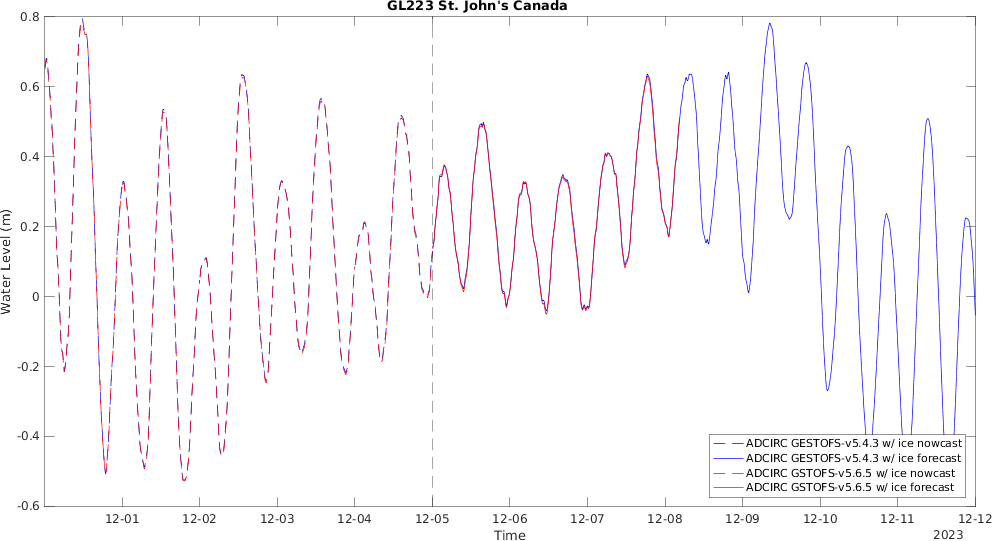 GL223 St. John's Canada
0.8
0.6
0.4
0.2
0
-0.2
-0.4
-0.6
Water Level (m)
ADCIRC GESTOFS-v5.4.3 w/ ice nowcast
ADCIRC GESTOFS-v5.4.3 w/ ice forecast
ADCIRC GSTOFS-v5.6.5 w/ ice nowcast
ADCIRC GSTOFS-v5.6.5 w/ ice forecast
12-01 12-02 12-03 12-04 12-05 12-06 12-07 12-08 12-09 12-10 12-11 12-12
Time
2023